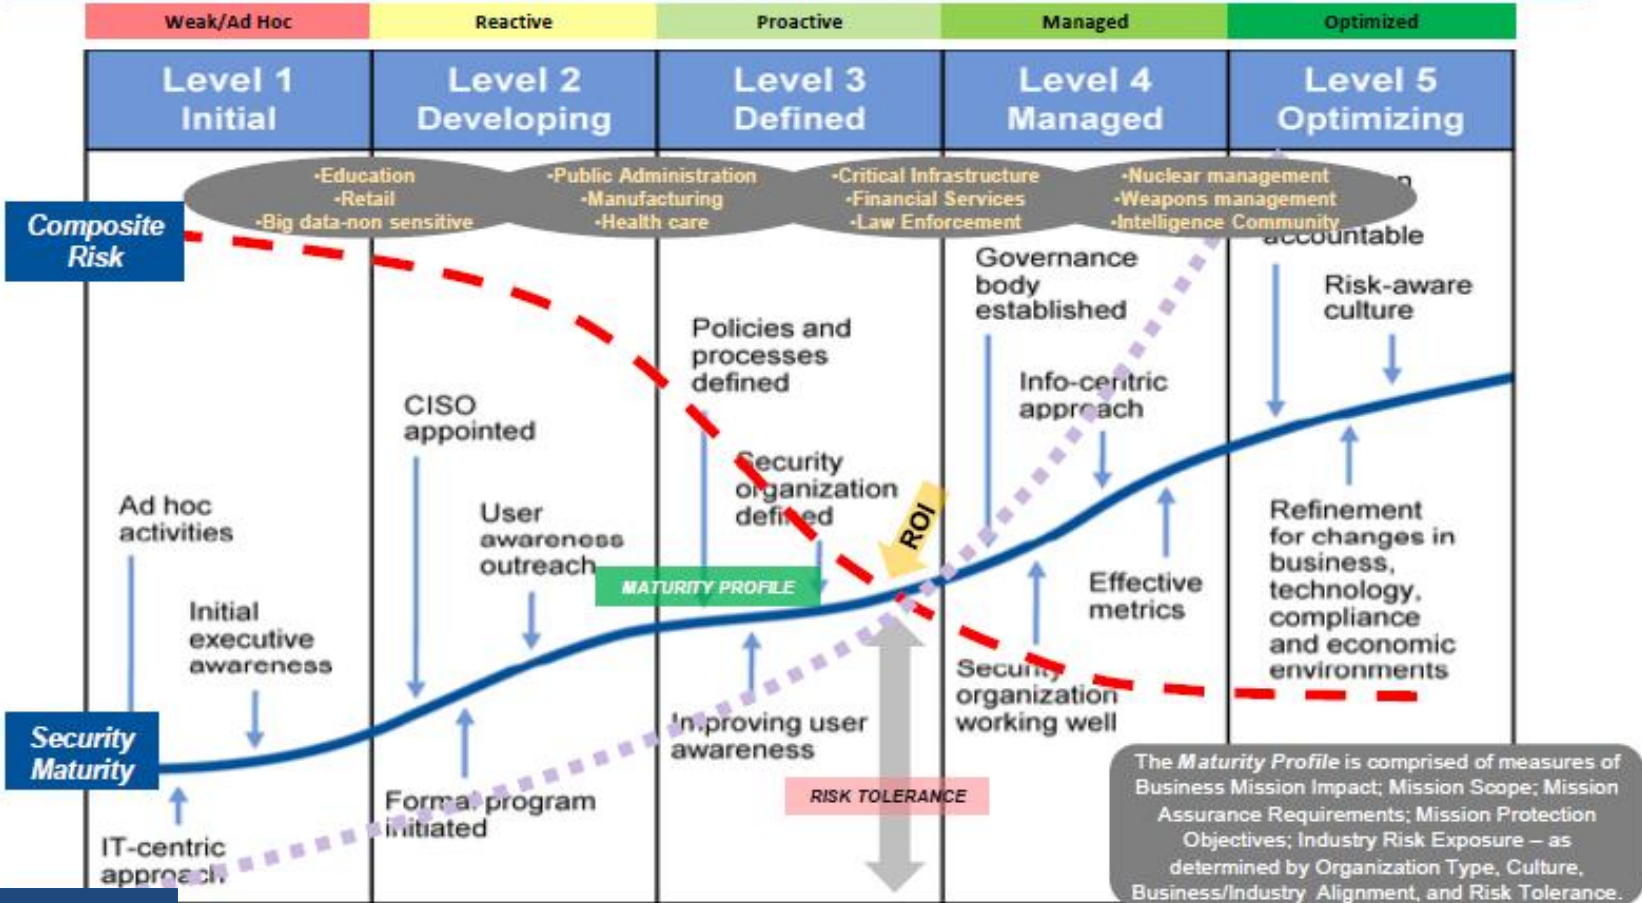 Weak/Ad Hoc
Reactive
Proactive
Managed
Optimized
Level 1
Initial
Level 2
Developing
Level 3
Defined
Level 4
Managed
Level 5
Optimizing
•Education
•Retail
•Big data-non sensitive
•Public Administration
•Manufacturing
•Health care
•Critical Infrastructure
•Financial Services
•Law Enforcement
•Nuclear management
•Weapons management
•Intelligence Community
Composite
Risk
accountable
Governance
body
established
Risk-aware
culture
Policies and
processes
defined
Info-centric
approach
CISO
appointed
Security
organization
defined
Ad hoc
activities
User
awareness
outreach
ROI
Refinement
for changes in
business,
technology,
compliance
and economic
environments
MATURITY PROFILE
Effective
metrics
Initial
executive
awareness
Security
organization
working well
Improving user
awareness
Security
Maturity
RISK TOLERANCE
Formal program
initiated
IT-centric
approach
The Maturity Profile is comprised of measures of
Business Mission Impact; Mission Scope; Mission
Assurance Requirements; Mission Protection
Objectives; Industry Risk Exposure – as
determined by Organization Type, Culture,
Business/Industry Alignment, and Risk Tolerance.